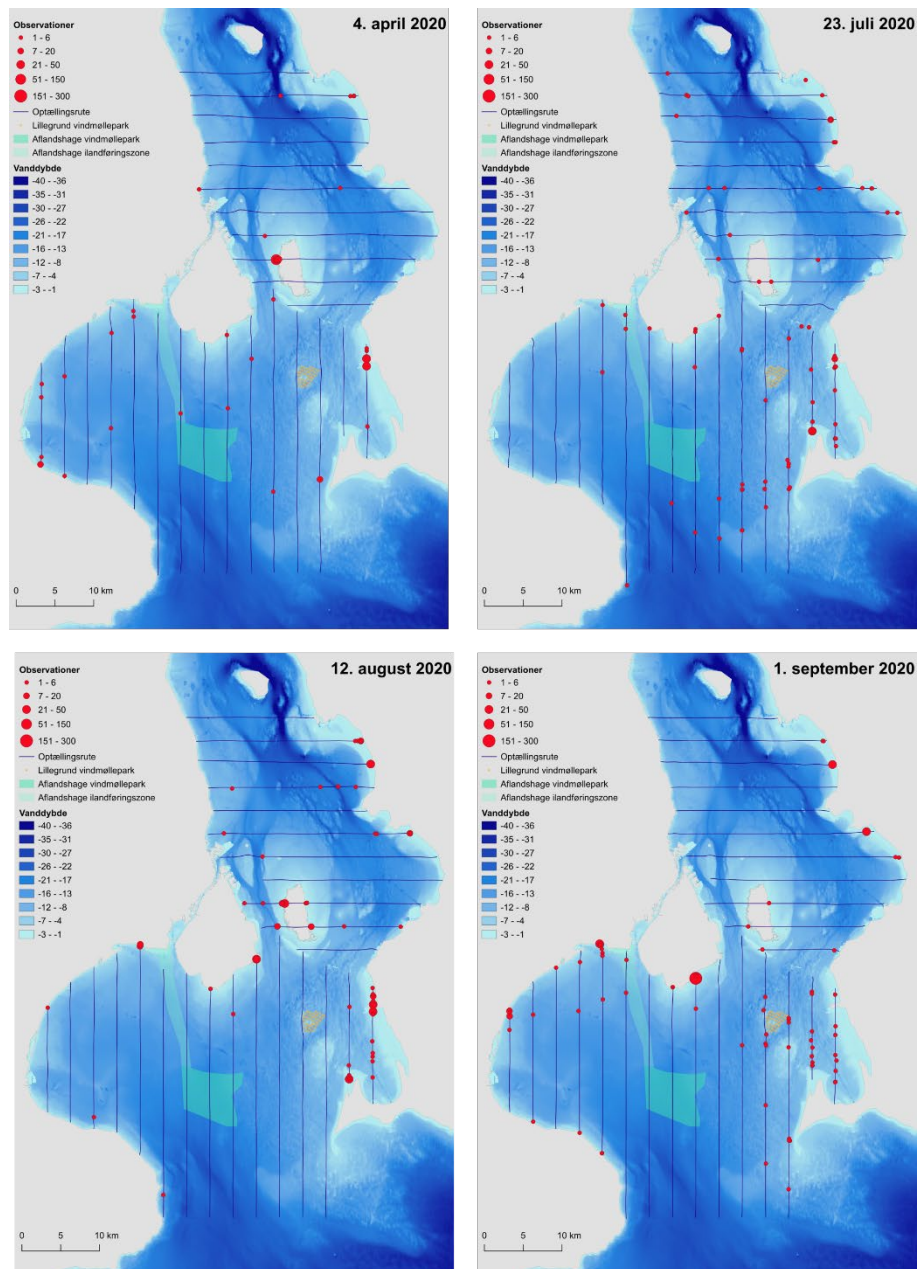 4. april 2020
Observationer
1 - 6
7 - 20
21 - 50
51 - 150
151 - 300
Optællingsrute
Lillegrund vindmøllepark
Aflandshage vindmøllepark
Aflandshage ilandføringszone
Vanddybde
-40 - -36
-35 - -31
-30 - -27
-26 - -22
-21 - -17
-16 - -13
-12 - -8
-7 - -4
-3 - -1
0 5 10 km
23. juli 2020
Observationer
1 - 6
7 - 20
21 - 50
51 - 150
151 - 300
Optællingsrute
Lillegrund vindmøllepark
Aflandshage vindmøllepark
Aflandshage ilandføringszone
Vanddybde
-40 - -36
-35 - -31
-30 - -27
-26 - -22
-21 - -17
-16 - -13
-12 - -8
-7 - -4
-3 - -1
0 5 10 km
12. august 2020
Observationer
1 - 6
7 - 20
21 - 50
51 - 150
151 - 300
Optællingsrute
Lillegrund vindmøllepark
Aflandshage vindmøllepark
Aflandshage ilandføringszone
Vanddybde
-40 - -36
-35 - -31
-30 - -27
-26 - -22
-21 - -17
-16 - -13
-12 - -8
-7 - -4
-3 - -1
0 5 10 km
1. september 2020
Observationer
1 - 6
7 - 20
21 - 50
51 - 150
151 - 300
Optællingsrute
Lillegrund vindmøllepark
Aflandshage vindmøllepark
Aflandshage ilandføringszone
Vanddybde
-40 - -36
-35 - -31
-30 - -27
-26 - -22
-21 - -17
-16 - -13
-12 - -8
-7 - -4
-3 - -1
0 5 10 km